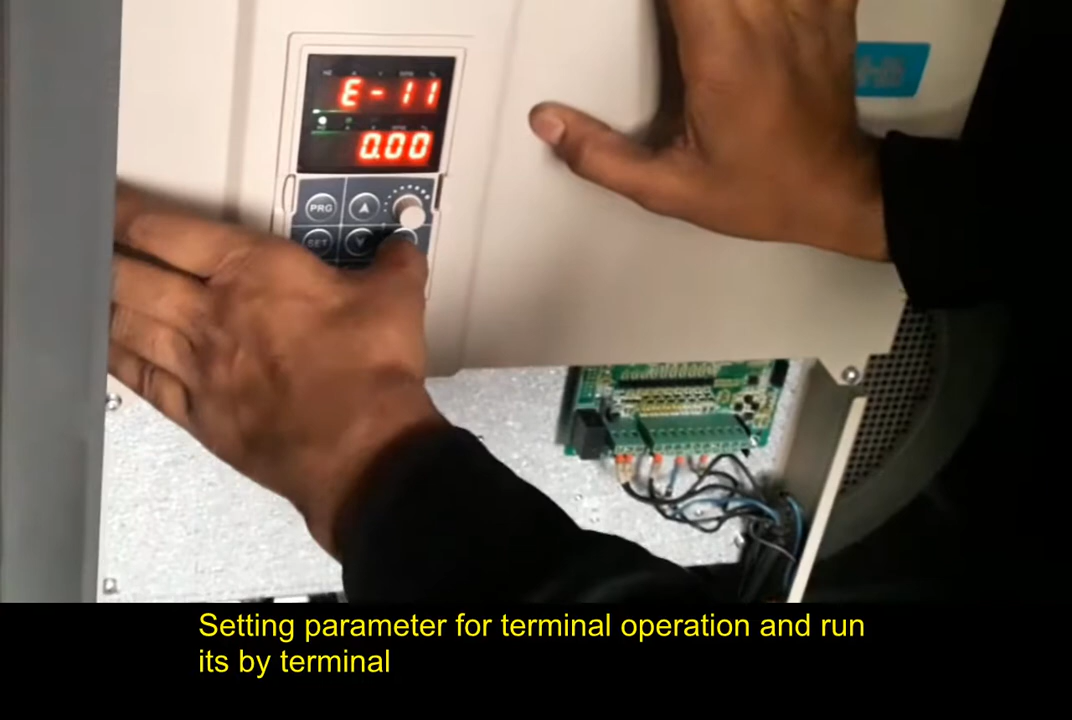 E-11
0.00
PRG
SET
Setting parameter for terminal operation and run
its by terminal